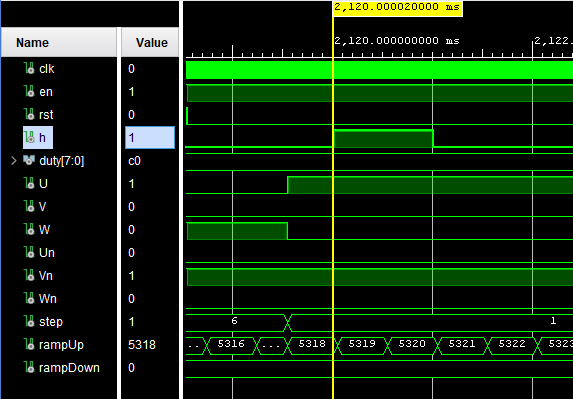 2,120.000020000 ms
Name Value 2,120.000000000 ms 2,122.
clk 0
en 1
rst 0
h 1
duty[7:0] c0
U 1
V 0
W 0
Un 0
Vn 1
Wn 0
step 1 6 1
rampUp 5318 .. 5316 ... 5318 5319 5320 5321 5322 5323
rampDown 0